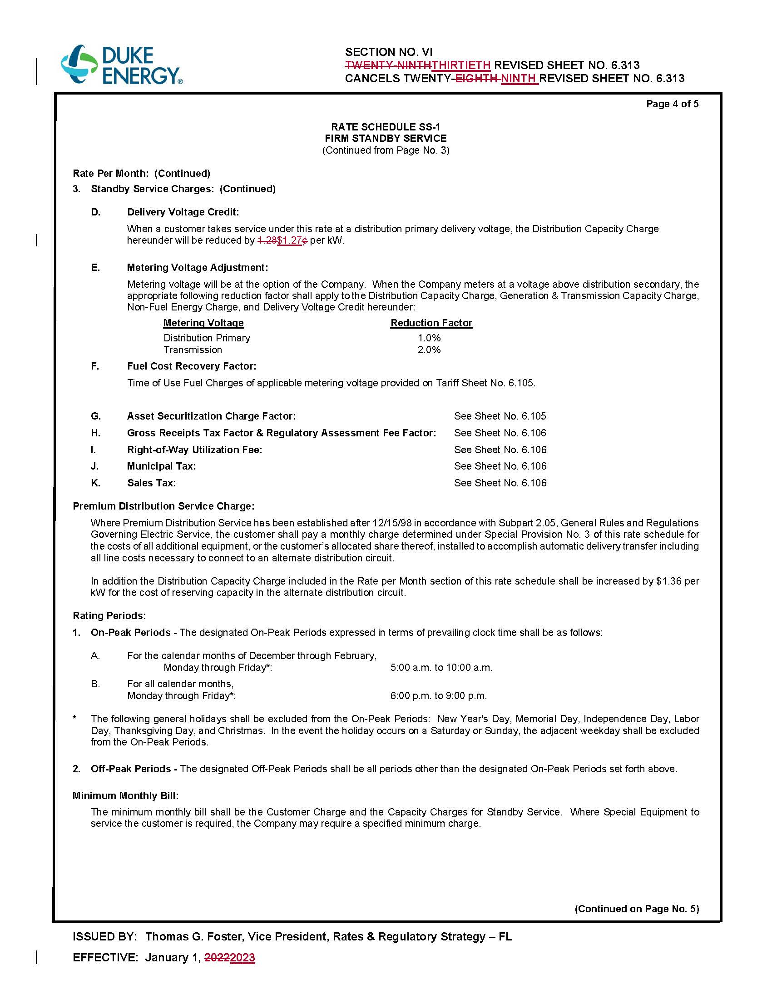 DUKE
ENERGY®
SECTION NO. VI
TWENTY-NINTHTHIRTIETH REVISED SHEET NO. 6.313
CANCELS TWENTY-EIGHTH NINTH REVISED SHEET NO. 6.313
Page 4 of 5
RATE SCHEDULE SS-1
FIRM STANDBY SERVICE
(Continued from Page No. 3)
Rate Per Month: (Continued)
3. Standby Service Charges: (Continued)
D. Delivery Voltage Credit:
When a customer takes service under this rate at a distribution primary delivery voltage, the Distribution Capacity Charge
hereunder will be reduced by 1.28$1.27¢ per kW.
E. Metering Voltage Adjustment:
Metering voltage will be at the option of the Company. When the Company meters at a voltage above distribution secondary, the
appropriate following reduction factor shall apply to the Distribution Capacity Charge, Generation & Transmission Capacity Charge,
Non-Fuel Energy Charge, and Delivery Voltage Credit hereunder:
Metering Voltage Reduction Factor
Distribution Primary 1.0%
Transmission 2.0%
F. Fuel Cost Recovery Factor:
Time of Use Fuel Charges of applicable metering voltage provided on Tariff Sheet No. 6.105.
G. Asset Securitization Charge Factor: See Sheet No. 6.105
H. Gross Receipts Tax Factor & Regulatory Assessment Fee Factor: See Sheet No. 6.106
I. Right-of-Way Utilization Fee: See Sheet No. 6.106
J. Municipal Tax: See Sheet No. 6.106
K. Sales Tax: See Sheet No. 6.106
Premium Distribution Service Charge:
Where Premium Distribution Service has been established after 12/15/98 in accordance with Subpart 2.05, General Rules and Regulations
Governing Electric Service, the customer shall pay a monthly charge determined under Special Provision No. 3 of this rate schedule for
the costs of all additional equipment, or the customer's allocated share thereof, installed to accomplish automatic delivery transfer including
all line costs necessary to connect to an alternate distribution circuit.
In addition the Distribution Capacity Charge included in the Rate per Month section of this rate schedule shall be increased by $1.36 per
kW for the cost of reserving capacity in the alternate distribution circuit.
Rating Periods:
1. On-Peak Periods - The designated On-Peak Periods expressed in terms of prevailing clock time shall be as follows:
A. For the calendar months of December through February,
Monday through Friday*: 5:00 a.m. to 10:00 a.m.
B. For all calendar months,
Monday through Friday*: 6:00 p.m. to 9:00 p.m.
* The following general holidays shall be excluded from the On-Peak Periods: New Year's Day, Memorial Day, Independence Day, Labor
Day, Thanksgiving Day, and Christmas. In the event the holiday occurs on a Saturday or Sunday, the adjacent weekday shall be excluded
from the On-Peak Periods.
2. Off-Peak Periods - The designated Off-Peak Periods shall be all periods other than the designated On-Peak Periods set forth above.
Minimum Monthly Bill:
The minimum monthly bill shall be the Customer Charge and the Capacity Charges for Standby Service. Where Special Equipment to
service the customer is required, the Company may require a specified minimum charge.
(Continued on Page No. 5)
ISSUED BY: Thomas G. Foster, Vice President, Rates & Regulatory Strategy – FL
EFFECTIVE: January 1, 20222023